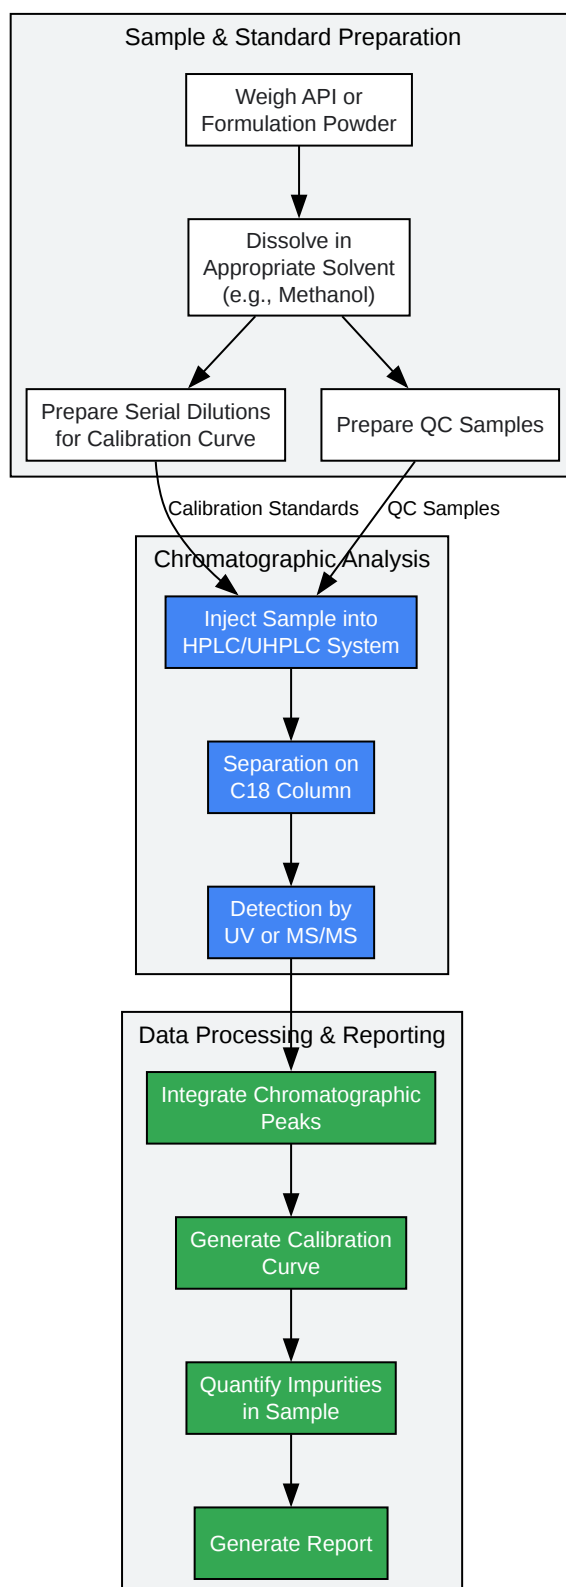 Sample & Standard Preparation
Weigh API or
Formulation Powder
Dissolve in
Appropriate Solvent
(e.g., Methanol)
Prepare Serial Dilutions
for Calibration Curve
Prepare QC Samples
Calibration Standards
QC Samples
Chromatographic Analysis
Inject Sample into
HPLC/UHPLC System
Separation on
C18 Column
Detection by
UV or MS/MS
Data Processing & Reporting
Integrate Chromatographic
Peaks
Generate Calibration
Curve
Quantify Impurities
in Sample
Generate Report